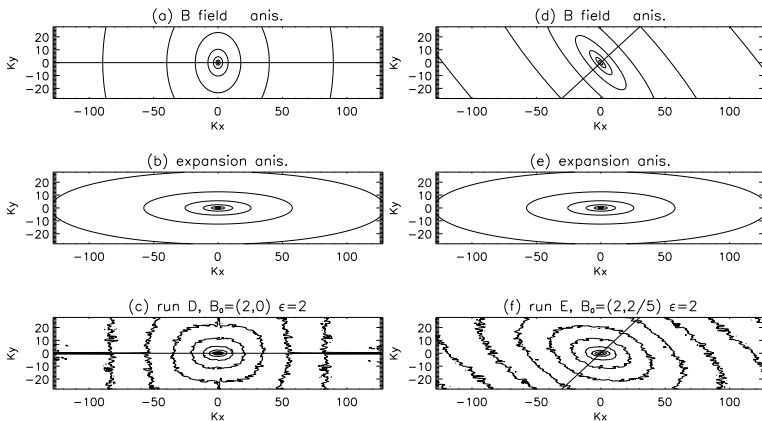 (a) B field anis.
Ky
20
10
0
-10
-20
-100 -50 0 50 100
Kx
(b) expansion anis.
Ky
20
10
0
-10
-20
-100 -50 0 50 100
Kx
(c) run D, B₀=(2,0) ϵ=2
Ky
20
10
0
-10
-20
-100 -50 0 50 100
Kx
(d) B field anis.
Ky
20
10
0
-10
-20
-100 -50 0 50 100
Kx
(e) expansion anis.
Ky
20
10
0
-10
-20
-100 -50 0 50 100
Kx
(f) run E, B₀=(2,2/5) ϵ=2
Ky
20
10
0
-10
-20
-100 -50 0 50 100
Kx